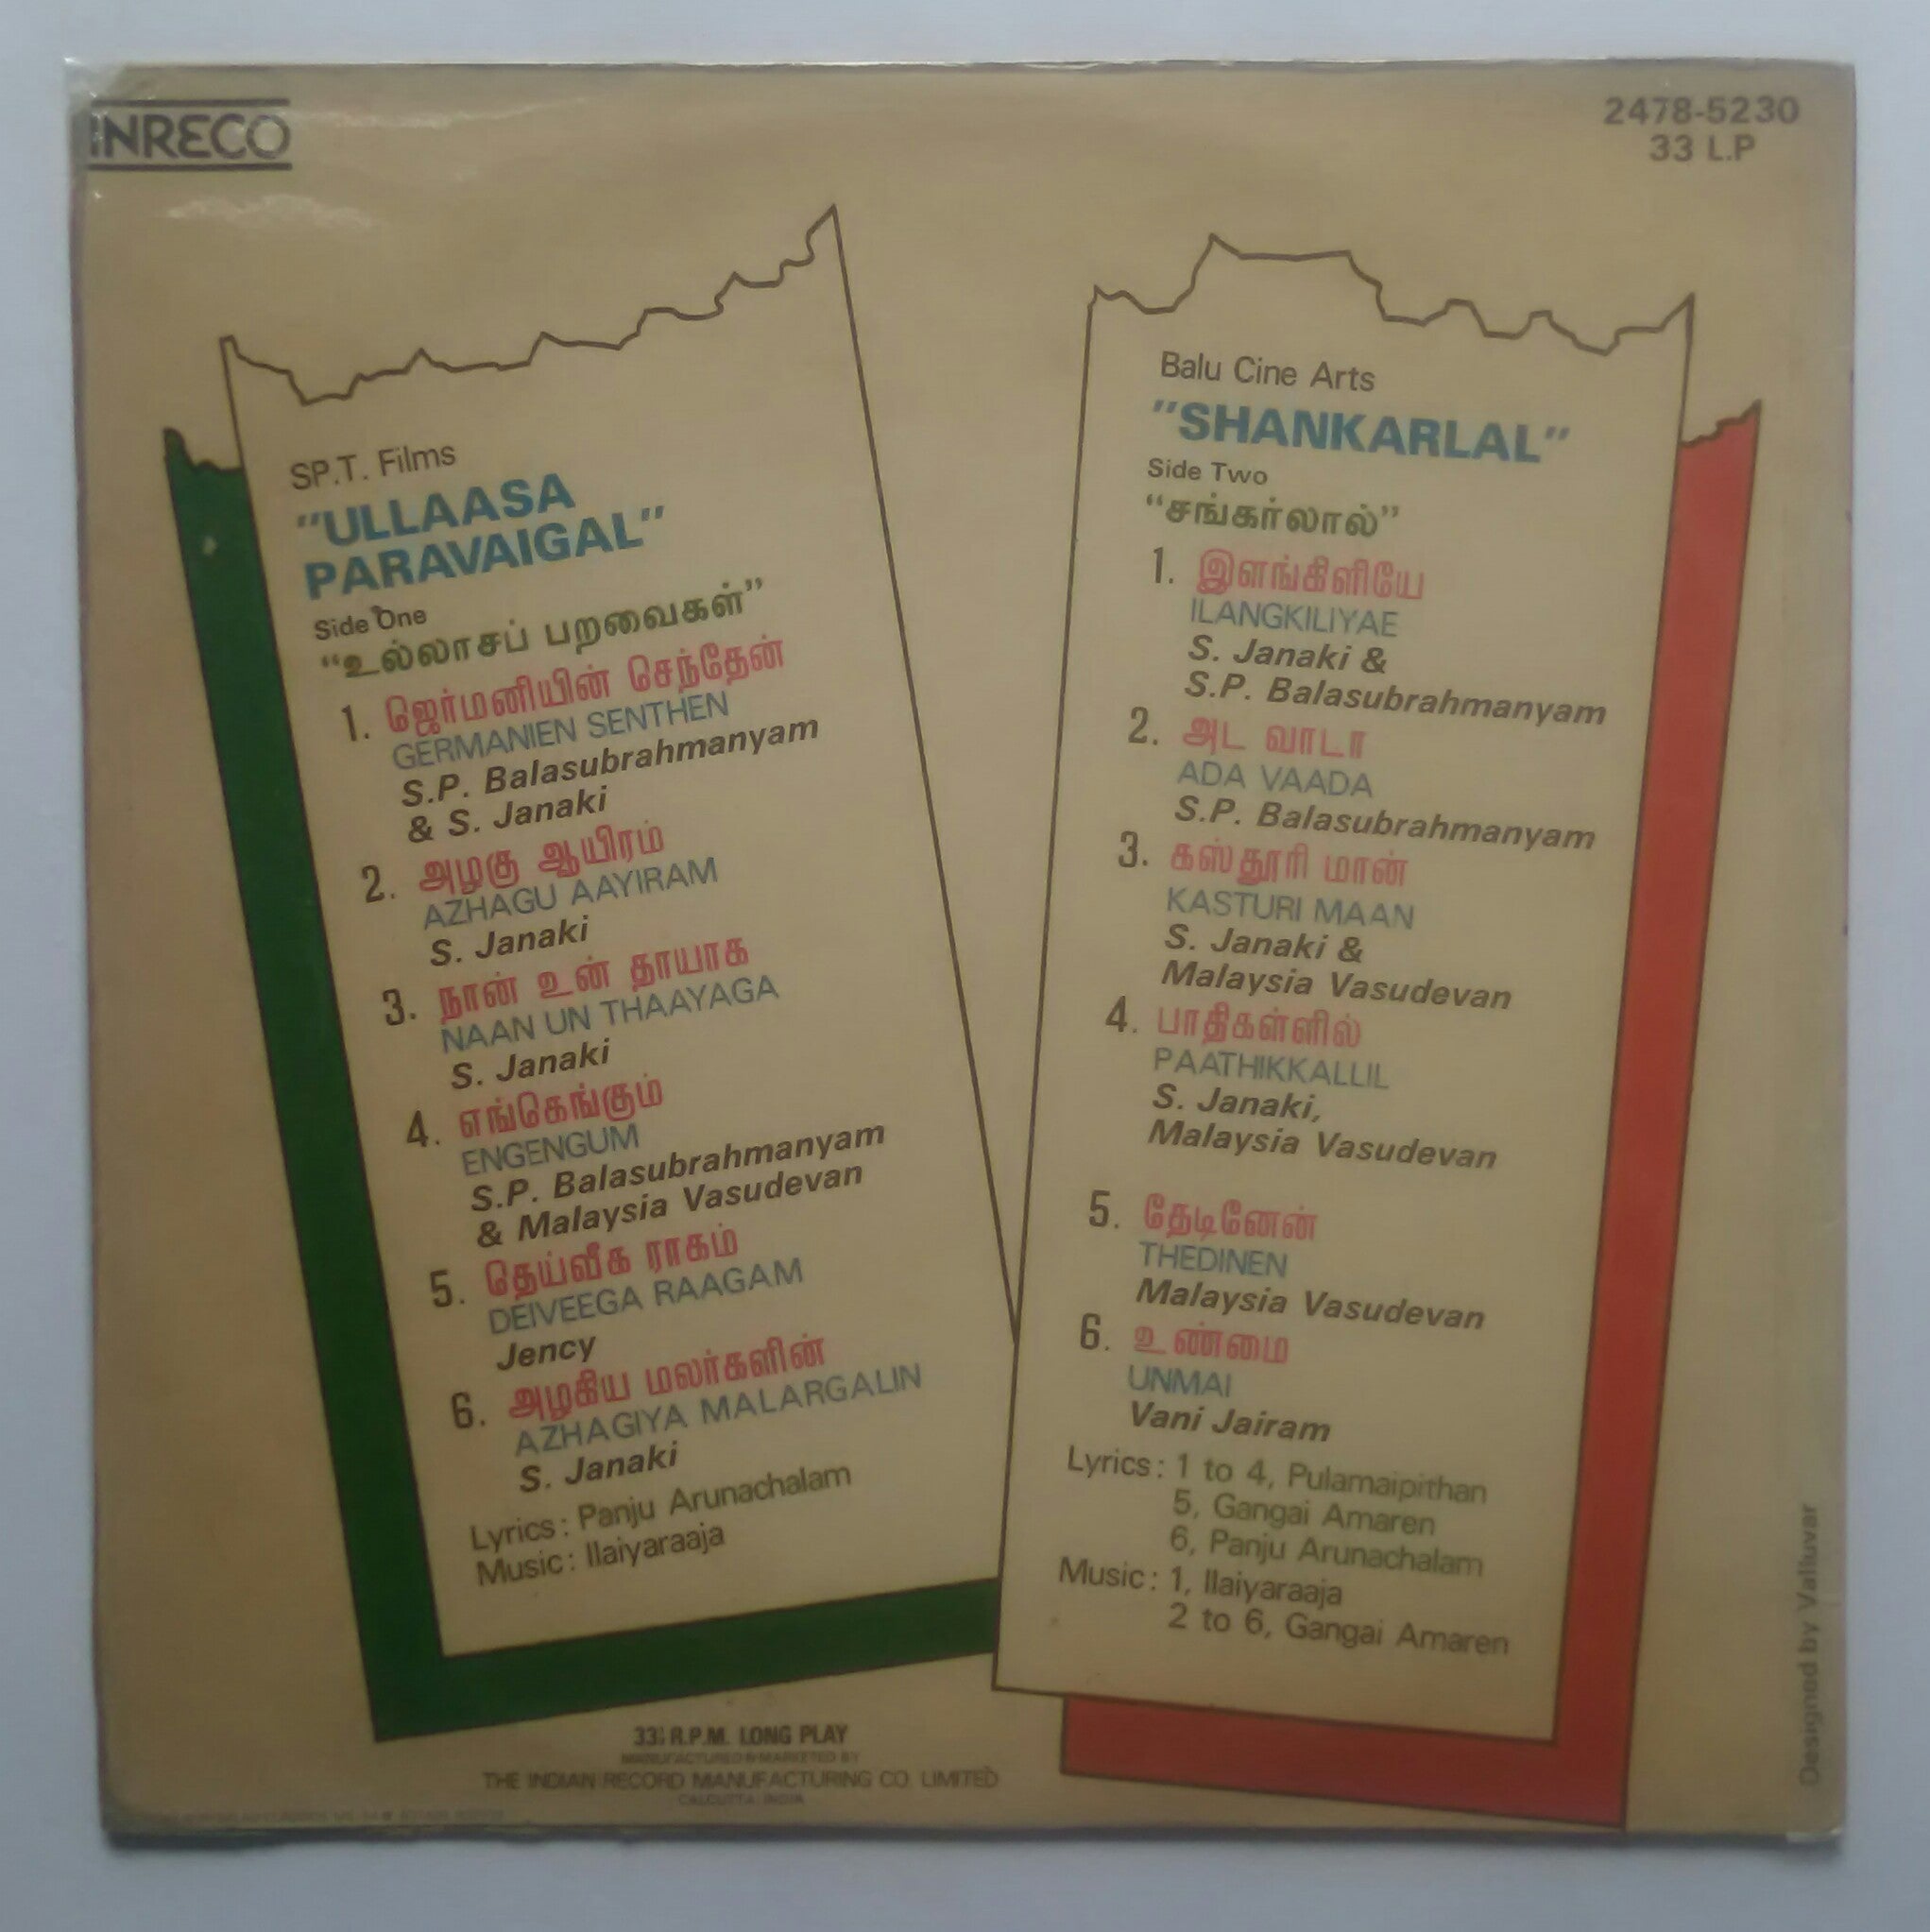 INRECO
2478-5230
33 L.P
SP.T. Films
"ULLAASA
PARAVAIGAL"
Side One
"உல்லாசப் பறவைகள்"
1. ஜெர்மனியின் செந்தேன்
GERMANIEN SENTHEN
S.P. Balasubrahmanyam
& S. Janaki
2. அழகு ஆயிரம்
AZHAGU AAYIRAM
S. Janaki
3. நான் உன் தாயாக
NAAN UN THAAYAGA
S. Janaki
4. எங்கெங்கும்
ENGENGUM
S.P. Balasubrahmanyam
& Malaysia Vasudevan
5. தெய்வீக ராகம்
DEIVEEGA RAAGAM
Jency
6. அழகிய மலர்களின்
AZHAGIYA MALARGALIN
S. Janaki
Lyrics: Panju Arunachalam
Music: Ilaiyaraaja
Balu Cine Arts
"SHANKARLAL"
Side Two
"சங்கர்லால்"
1. இளங்கிளியே
ILANGKILIYAE
S. Janaki &
S.P. Balasubrahmanyam
2. அட வாடா
ADA VAADA
S.P. Balasubrahmanyam
3. கஸ்தூரி மான்
KASTURI MAAN
S. Janaki &
Malaysia Vasudevan
4. பாதிகள்ளில்
PAATHIKKALLIL
S. Janaki,
Malaysia Vasudevan
5. தேடினேன்
THEDINEN
Malaysia Vasudevan
6. உண்மை
UNMAI
Vani Jairam
Lyrics: 1 to 4, Pulamaipithan
5, Gangai Amaren
6, Panju Arunachalam
Music: 1, Ilaiyaraaja
2 to 6, Gangai Amaren
33⅓ R.P.M. LONG PLAY
MANUFACTURED & MARKETED BY
THE INDIAN RECORD MANUFACTURING CO. LIMITED
CALCUTTA INDIA
Designed by Valluvar